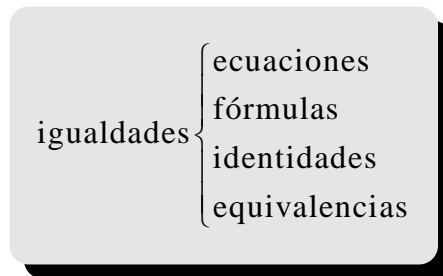 ecuaciones
fórmulas
igualdades
identidades
equivalencias